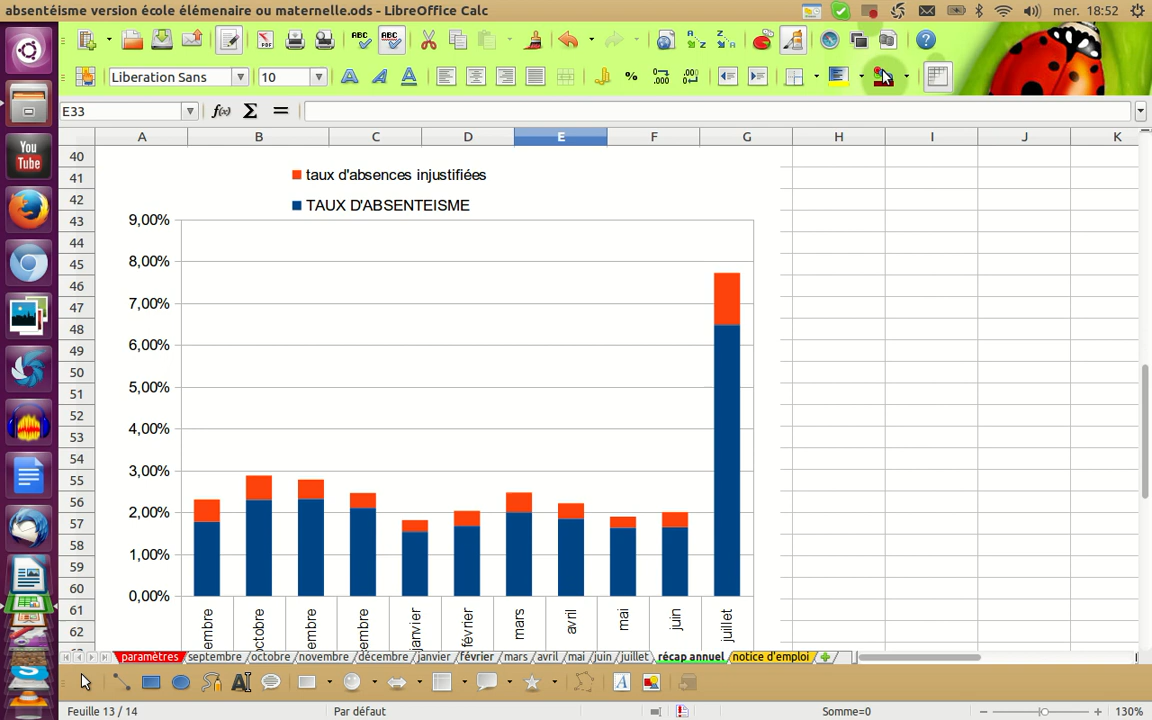 absentéisme version école élémenaire ou maternelle.ods - LibreOffice Calc
mer. 18:52
Liberation Sans
10
E33
A B C D E F G H I J K
40
41
42
43
44
45
46
47
48
49
50
51
52
53
54
55
56
57
58
59
60
61
62
taux d'absences injustifiées
TAUX D'ABSENTEISME
9,00%
8,00%
7,00%
6,00%
5,00%
4,00%
3,00%
2,00%
1,00%
0,00%
embre octobre embre embre janvier février mars avril mai juin juillet
You
Tube
paramètres septembre octobre novembre décembre janvier février mars avril mai juin juillet récap annuel notice d'emploi
Feuille 13 / 14 Par défaut Somme=0 130%